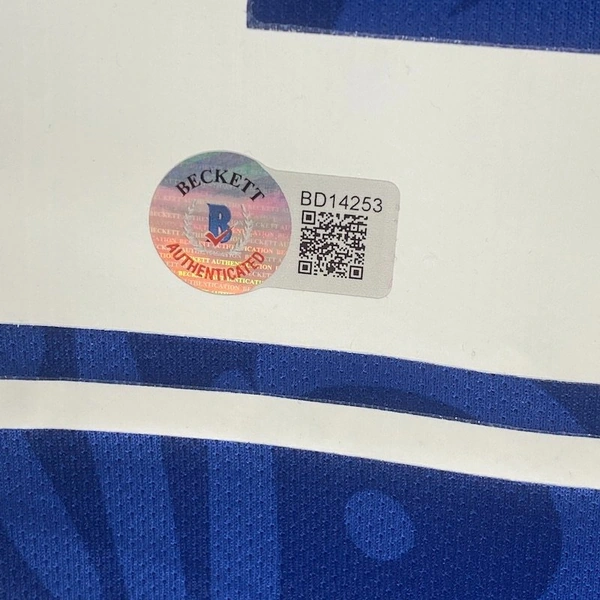 BECKETT
B
AUTHENTICATED
BD14253